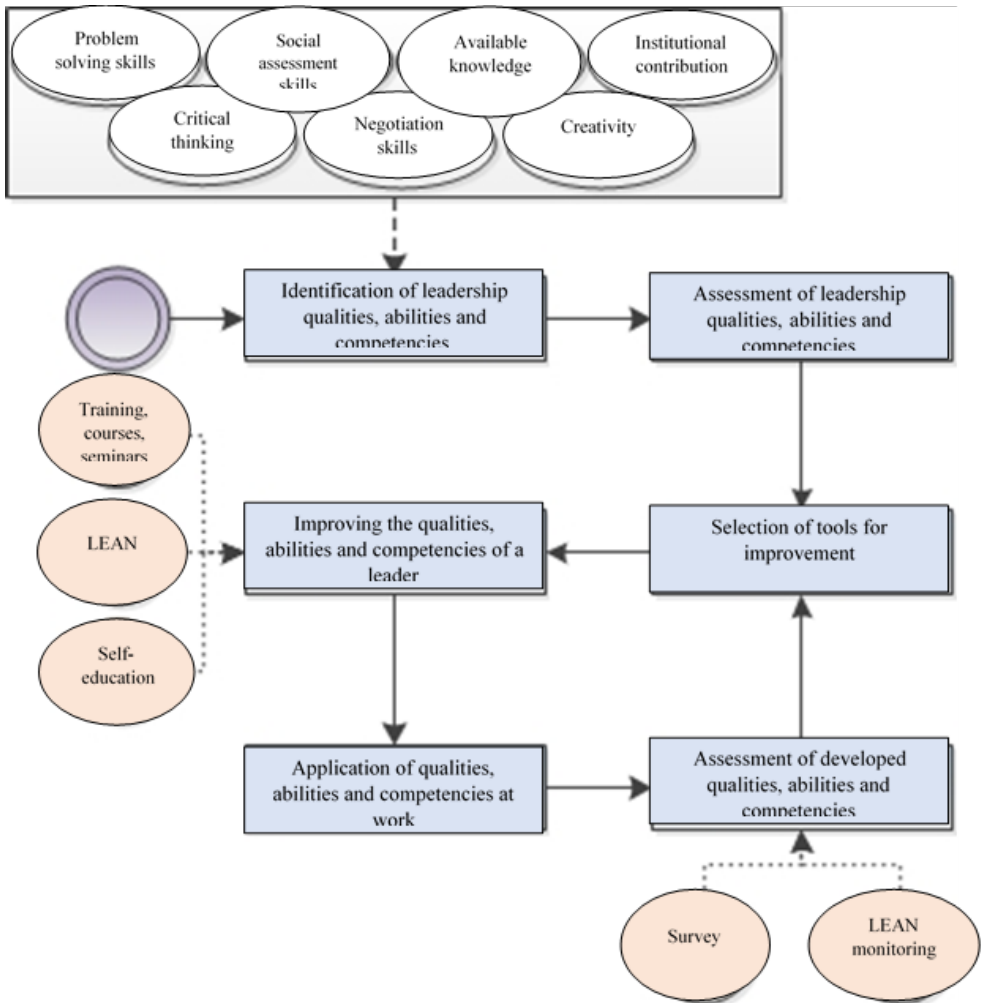 Problem
solving skills
Social
assessment
skills
Available
knowledge
Institutional
contribution
Critical
thinking
Negotiation
skills
Creativity
Identification of leadership
qualities, abilities and
competencies
Assessment of leadership
qualities, abilities and
competencies
Training,
courses,
seminars
LEAN
Self-
education
Improving the qualities,
abilities and competencies of a
leader
Selection of tools for
improvement
Application of qualities,
abilities and competencies at
work
Assessment of developed
qualities, abilities and
competencies
Survey
LEAN
monitoring